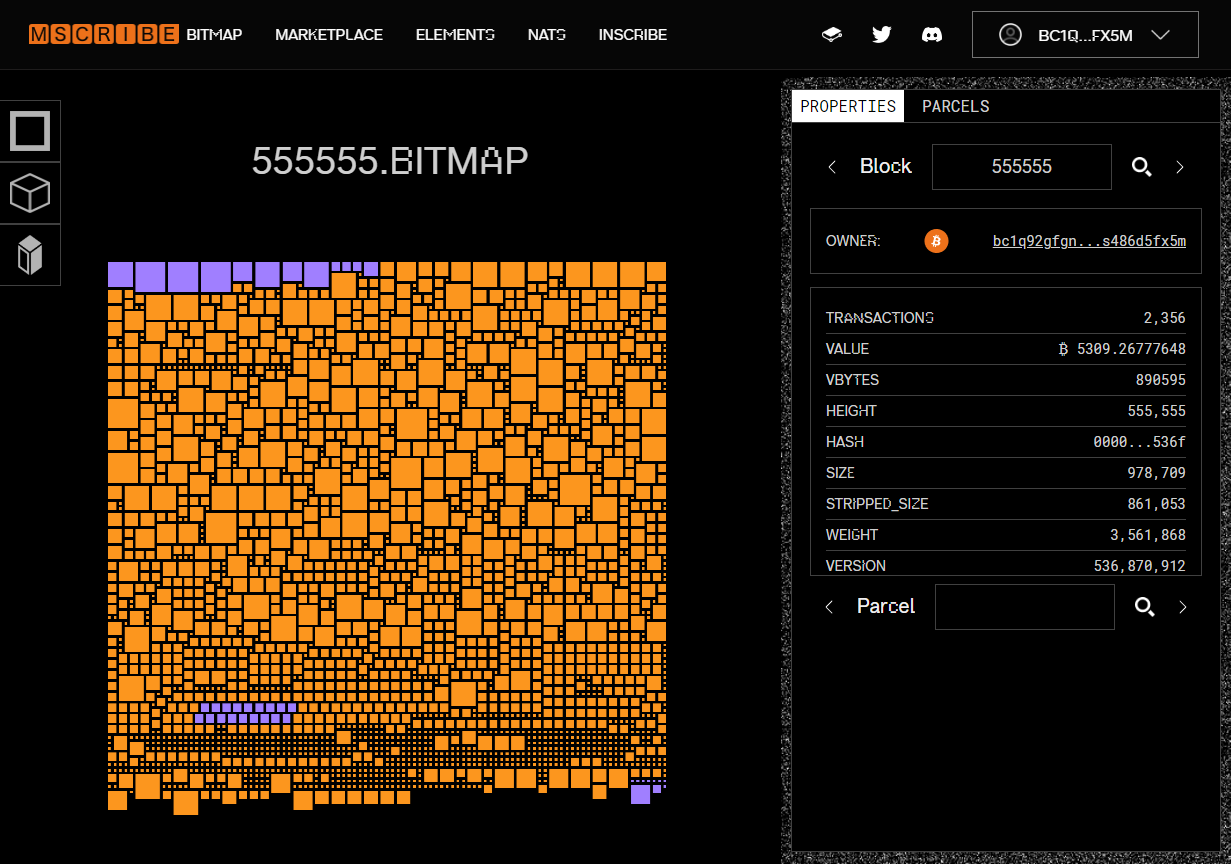 MSCRIBE BITMAP MARKETPLACE ELEMENTS NATS INSCRIBE BC1Q...FX5M
PROPERTIES PARCELS
555555.BITMAP
Block 555555
OWNER: bc1q92gfgn...s486d5fx5m
TRANSACTIONS 2,356
VALUE ₿ 5309.26777648
VBYTES 890595
HEIGHT 555,555
HASH 0000...536f
SIZE 978,709
STRIPPED_SIZE 861,053
WEIGHT 3,561,868
VERSION 536,870,912
Parcel